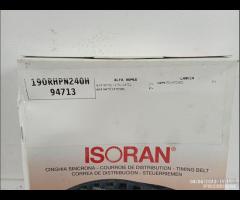 190RHPN240H
94713
ALFA ROMEO
LANCIA
ISORAN®
CINGHIA SINCRONA - COURROIE DE DISTRIBUTION - TIMING BELT
CORREA DE DISTRIBUCION - STEUERRIEMEN